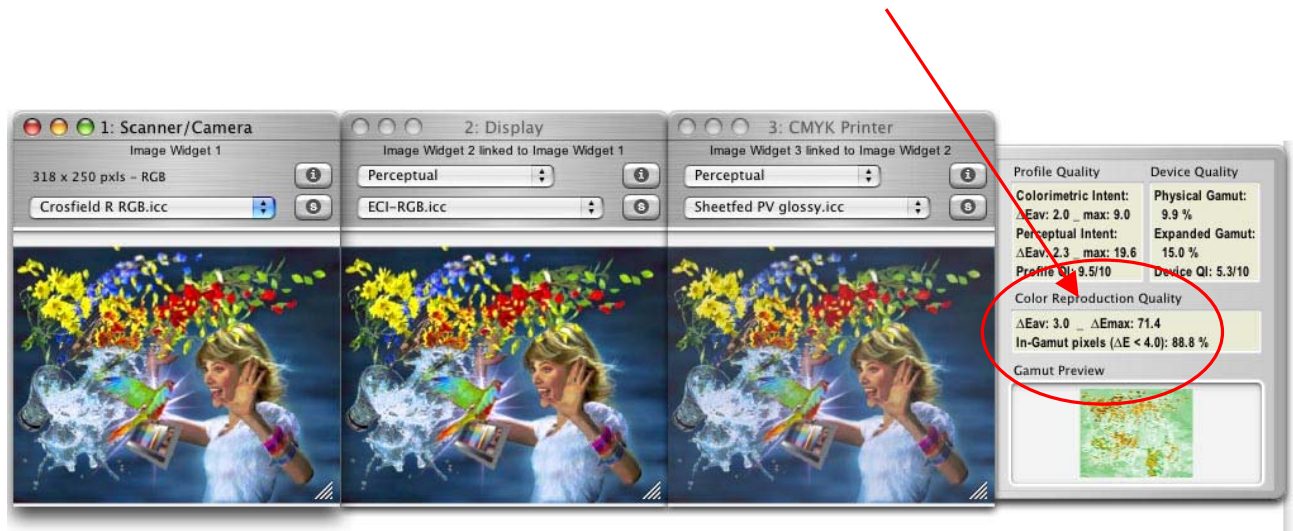 1: Scanner/Camera
Image Widget 1
318 x 250 pxls - RGB
Crosfield R RGB.icc
2: Display
Image Widget 2 linked to Image Widget 1
Perceptual
ECI-RGB.icc
3: CMYK Printer
Image Widget 3 linked to Image Widget 2
Perceptual
Sheetfed PV glossy.icc
Profile Quality
Colorimetric Intent:
ΔEav: 2.0 _ max: 9.0
Perceptual Intent:
ΔEav: 2.3 _ max: 19.6
Profile QI: 9.5/10
Device Quality
Physical Gamut:
9.9 %
Expanded Gamut:
15.0 %
Device QI: 5.3/10
Color Reproduction Quality
ΔEav: 3.0 _ ΔEmax: 71.4
In-Gamut pixels (ΔE < 4.0): 88.8 %
Gamut Preview